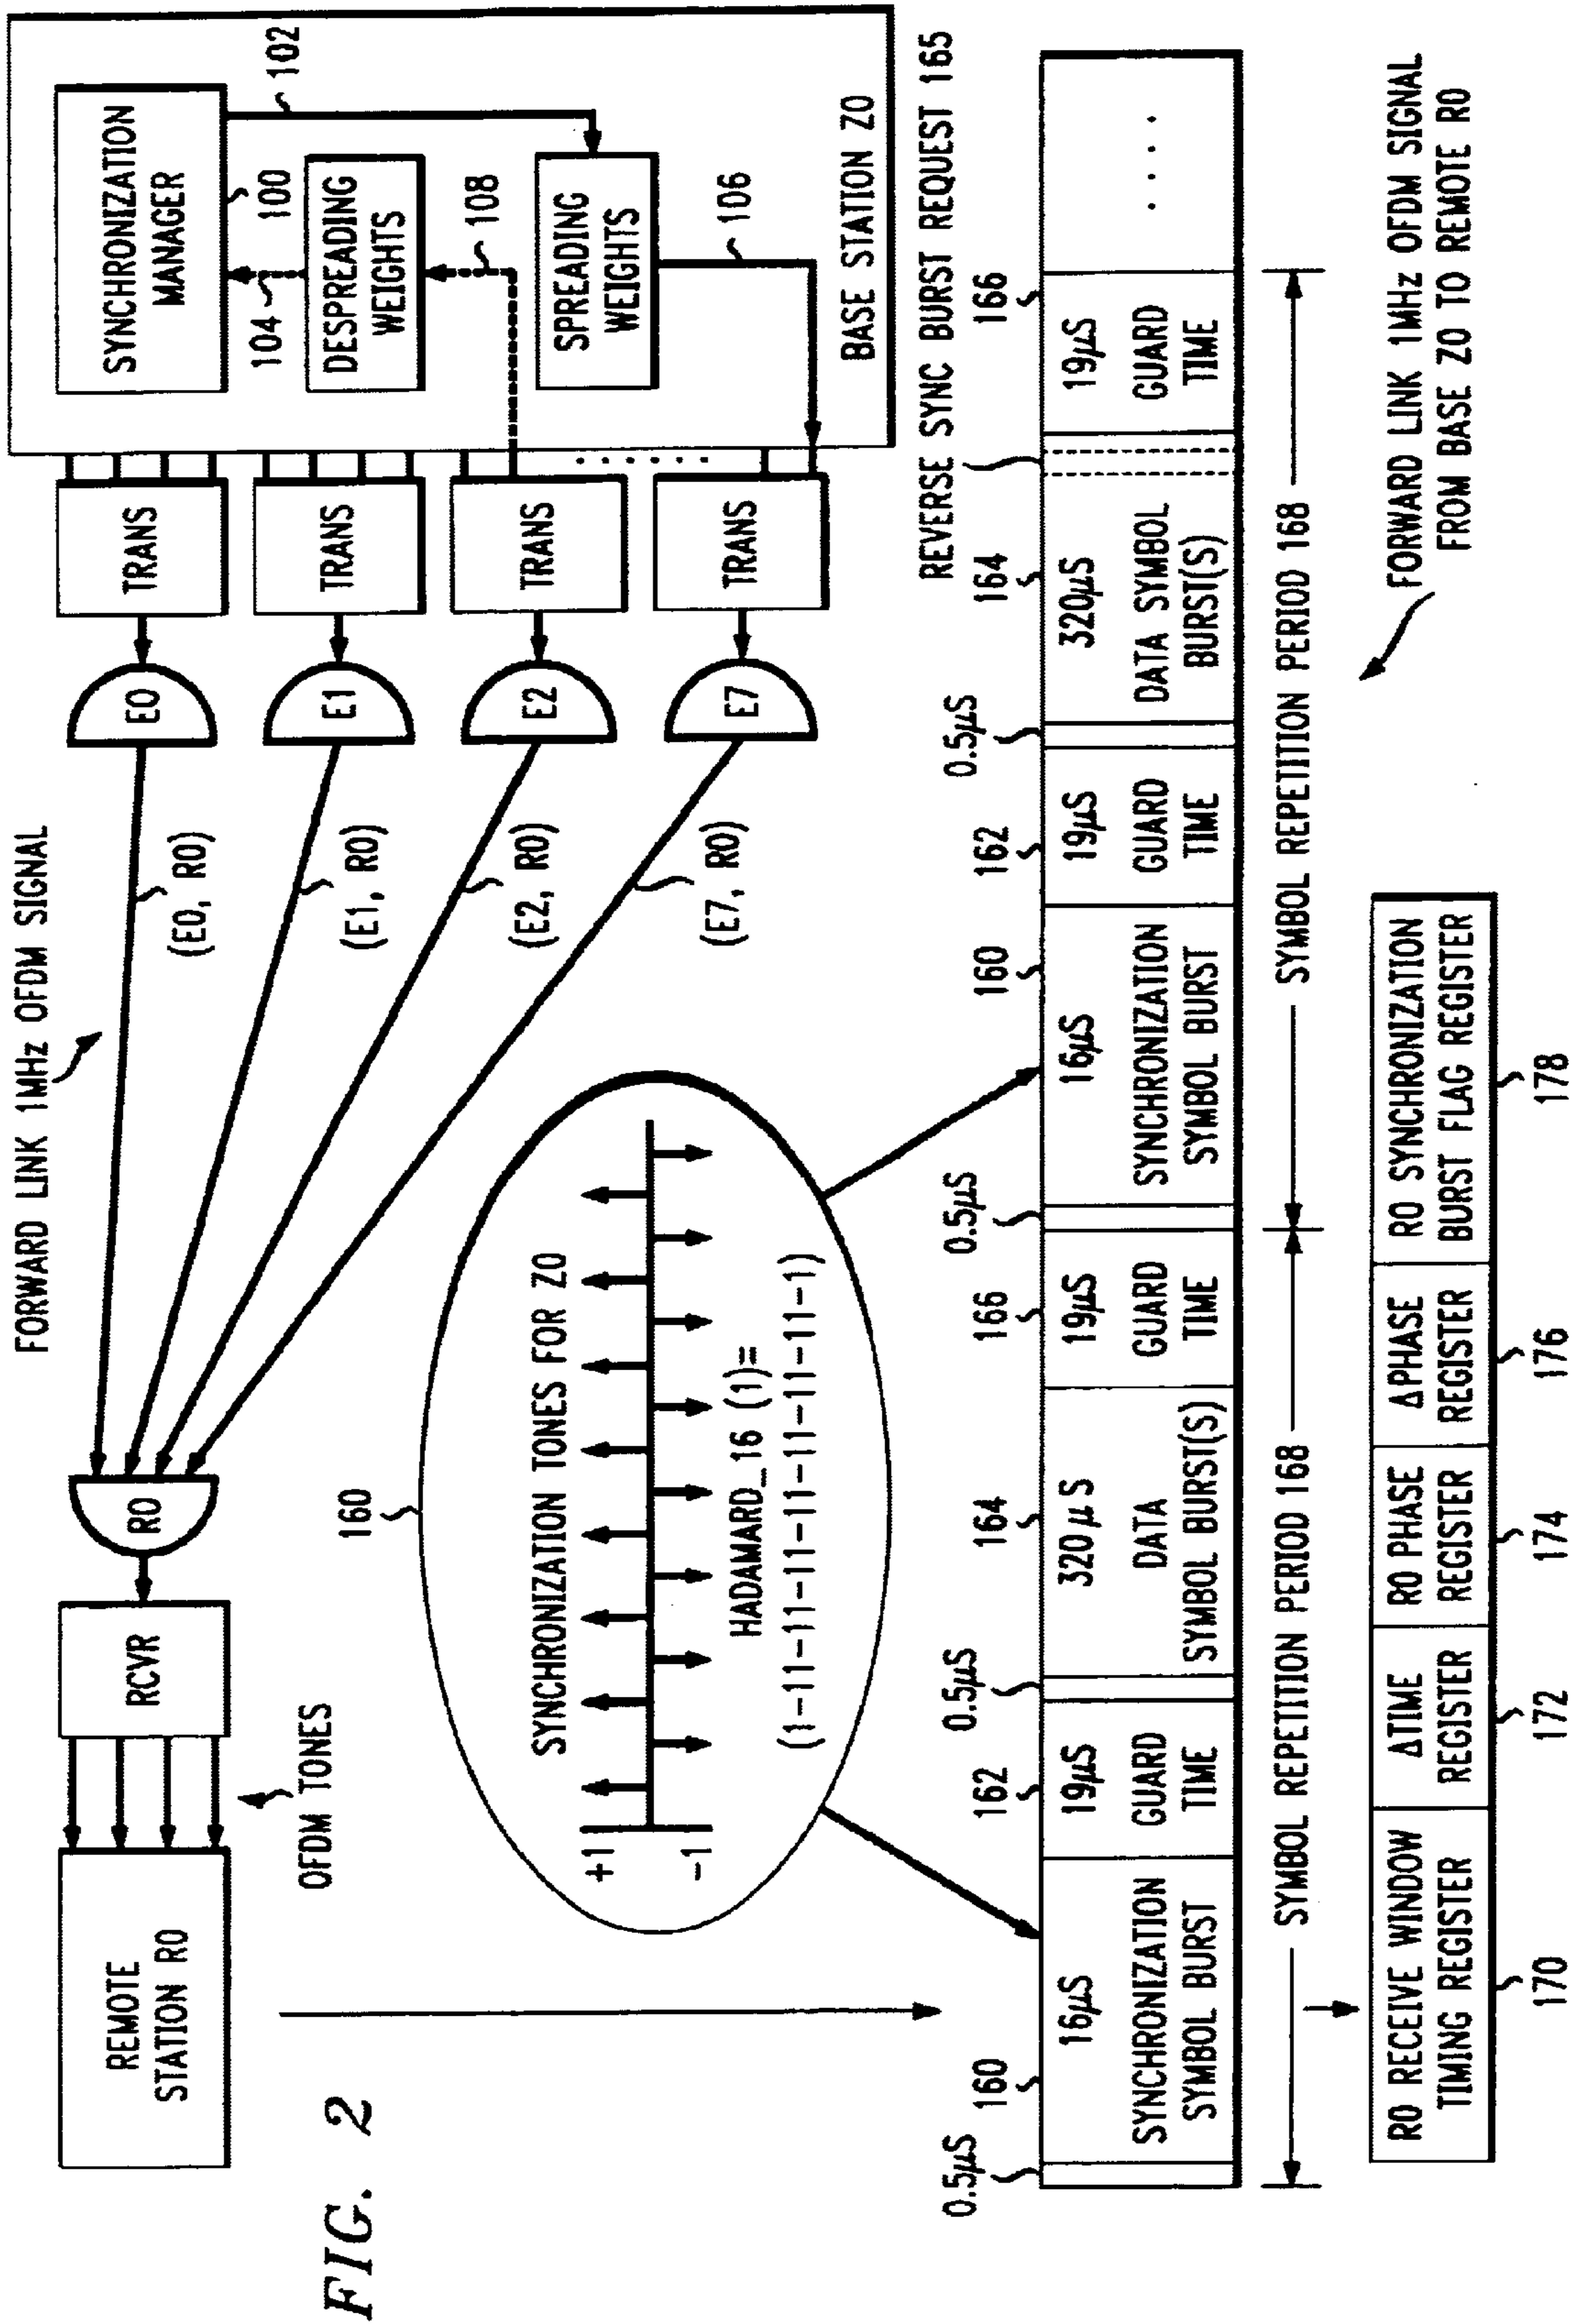 FIG. 2
REMOTE
STATION R0
OFDM TONES
RCVR
R0
FORWARD LINK 1MHz OFDM SIGNAL
(E0, R0)
(E1, R0)
(E2, R0)
(E7, R0)
E0
E1
E2
E7
TRANS
TRANS
TRANS
TRANS
. . . . . .
SYNCHRONIZATION
MANAGER
100
102
104
DESPREADING
WEIGHTS
108
SPREADING
WEIGHTS
106
BASE STATION Z0
160
SYNCHRONIZATION TONES FOR Z0
+1
-1
HADAMARD_16 (1)=
(1-11-11-11-11-11-11-11-1)
REVERSE SYNC BURST REQUEST 165
0.5µS
160
162
0.5µS
164
166
0.5µS
160
162
0.5µS
164
166
16µS
SYNCHRONIZATION
SYMBOL BURST
19µS
GUARD
TIME
320µS
DATA
SYMBOL BURST(S)
19µS
GUARD
TIME
16µS
SYNCHRONIZATION
SYMBOL BURST
19µS
GUARD
TIME
320µS
DATA SYMBOL
BURST(S)
19µS
GUARD
TIME
. . . .
SYMBOL REPETITION PERIOD 168
SYMBOL REPETITION PERIOD 168
FORWARD LINK 1MHz OFDM SIGNAL
FROM BASE Z0 TO REMOTE R0
R0 RECEIVE WINDOW
TIMING REGISTER
ΔTIME
REGISTER
R0 PHASE
REGISTER
ΔPHASE
REGISTER
R0 SYNCHRONIZATION
BURST FLAG REGISTER
170
172
174
176
178